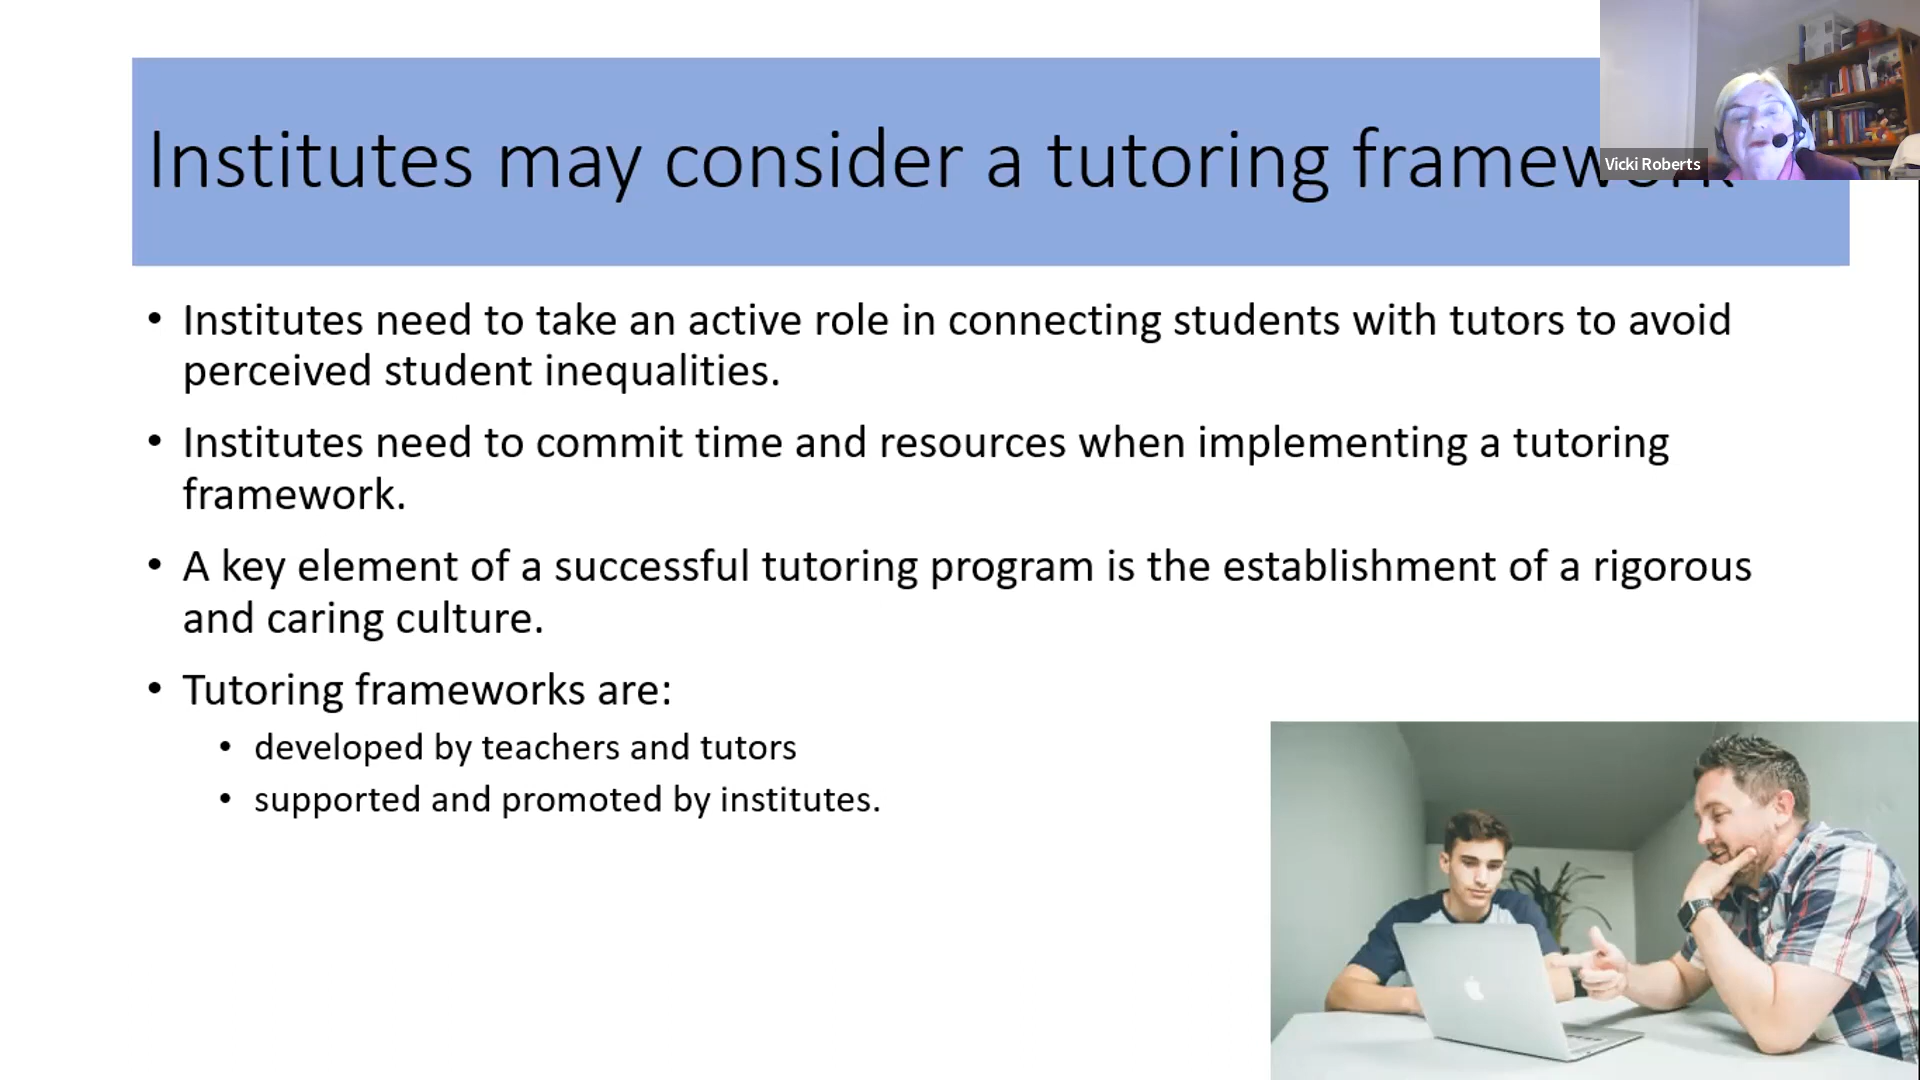 Institutes may consider a tutoring framework
Vicki Roberts
• Institutes need to take an active role in connecting students with tutors to avoid
perceived student inequalities.
• Institutes need to commit time and resources when implementing a tutoring
framework.
• A key element of a successful tutoring program is the establishment of a rigorous
and caring culture.
• Tutoring frameworks are:
• developed by teachers and tutors
• supported and promoted by institutes.